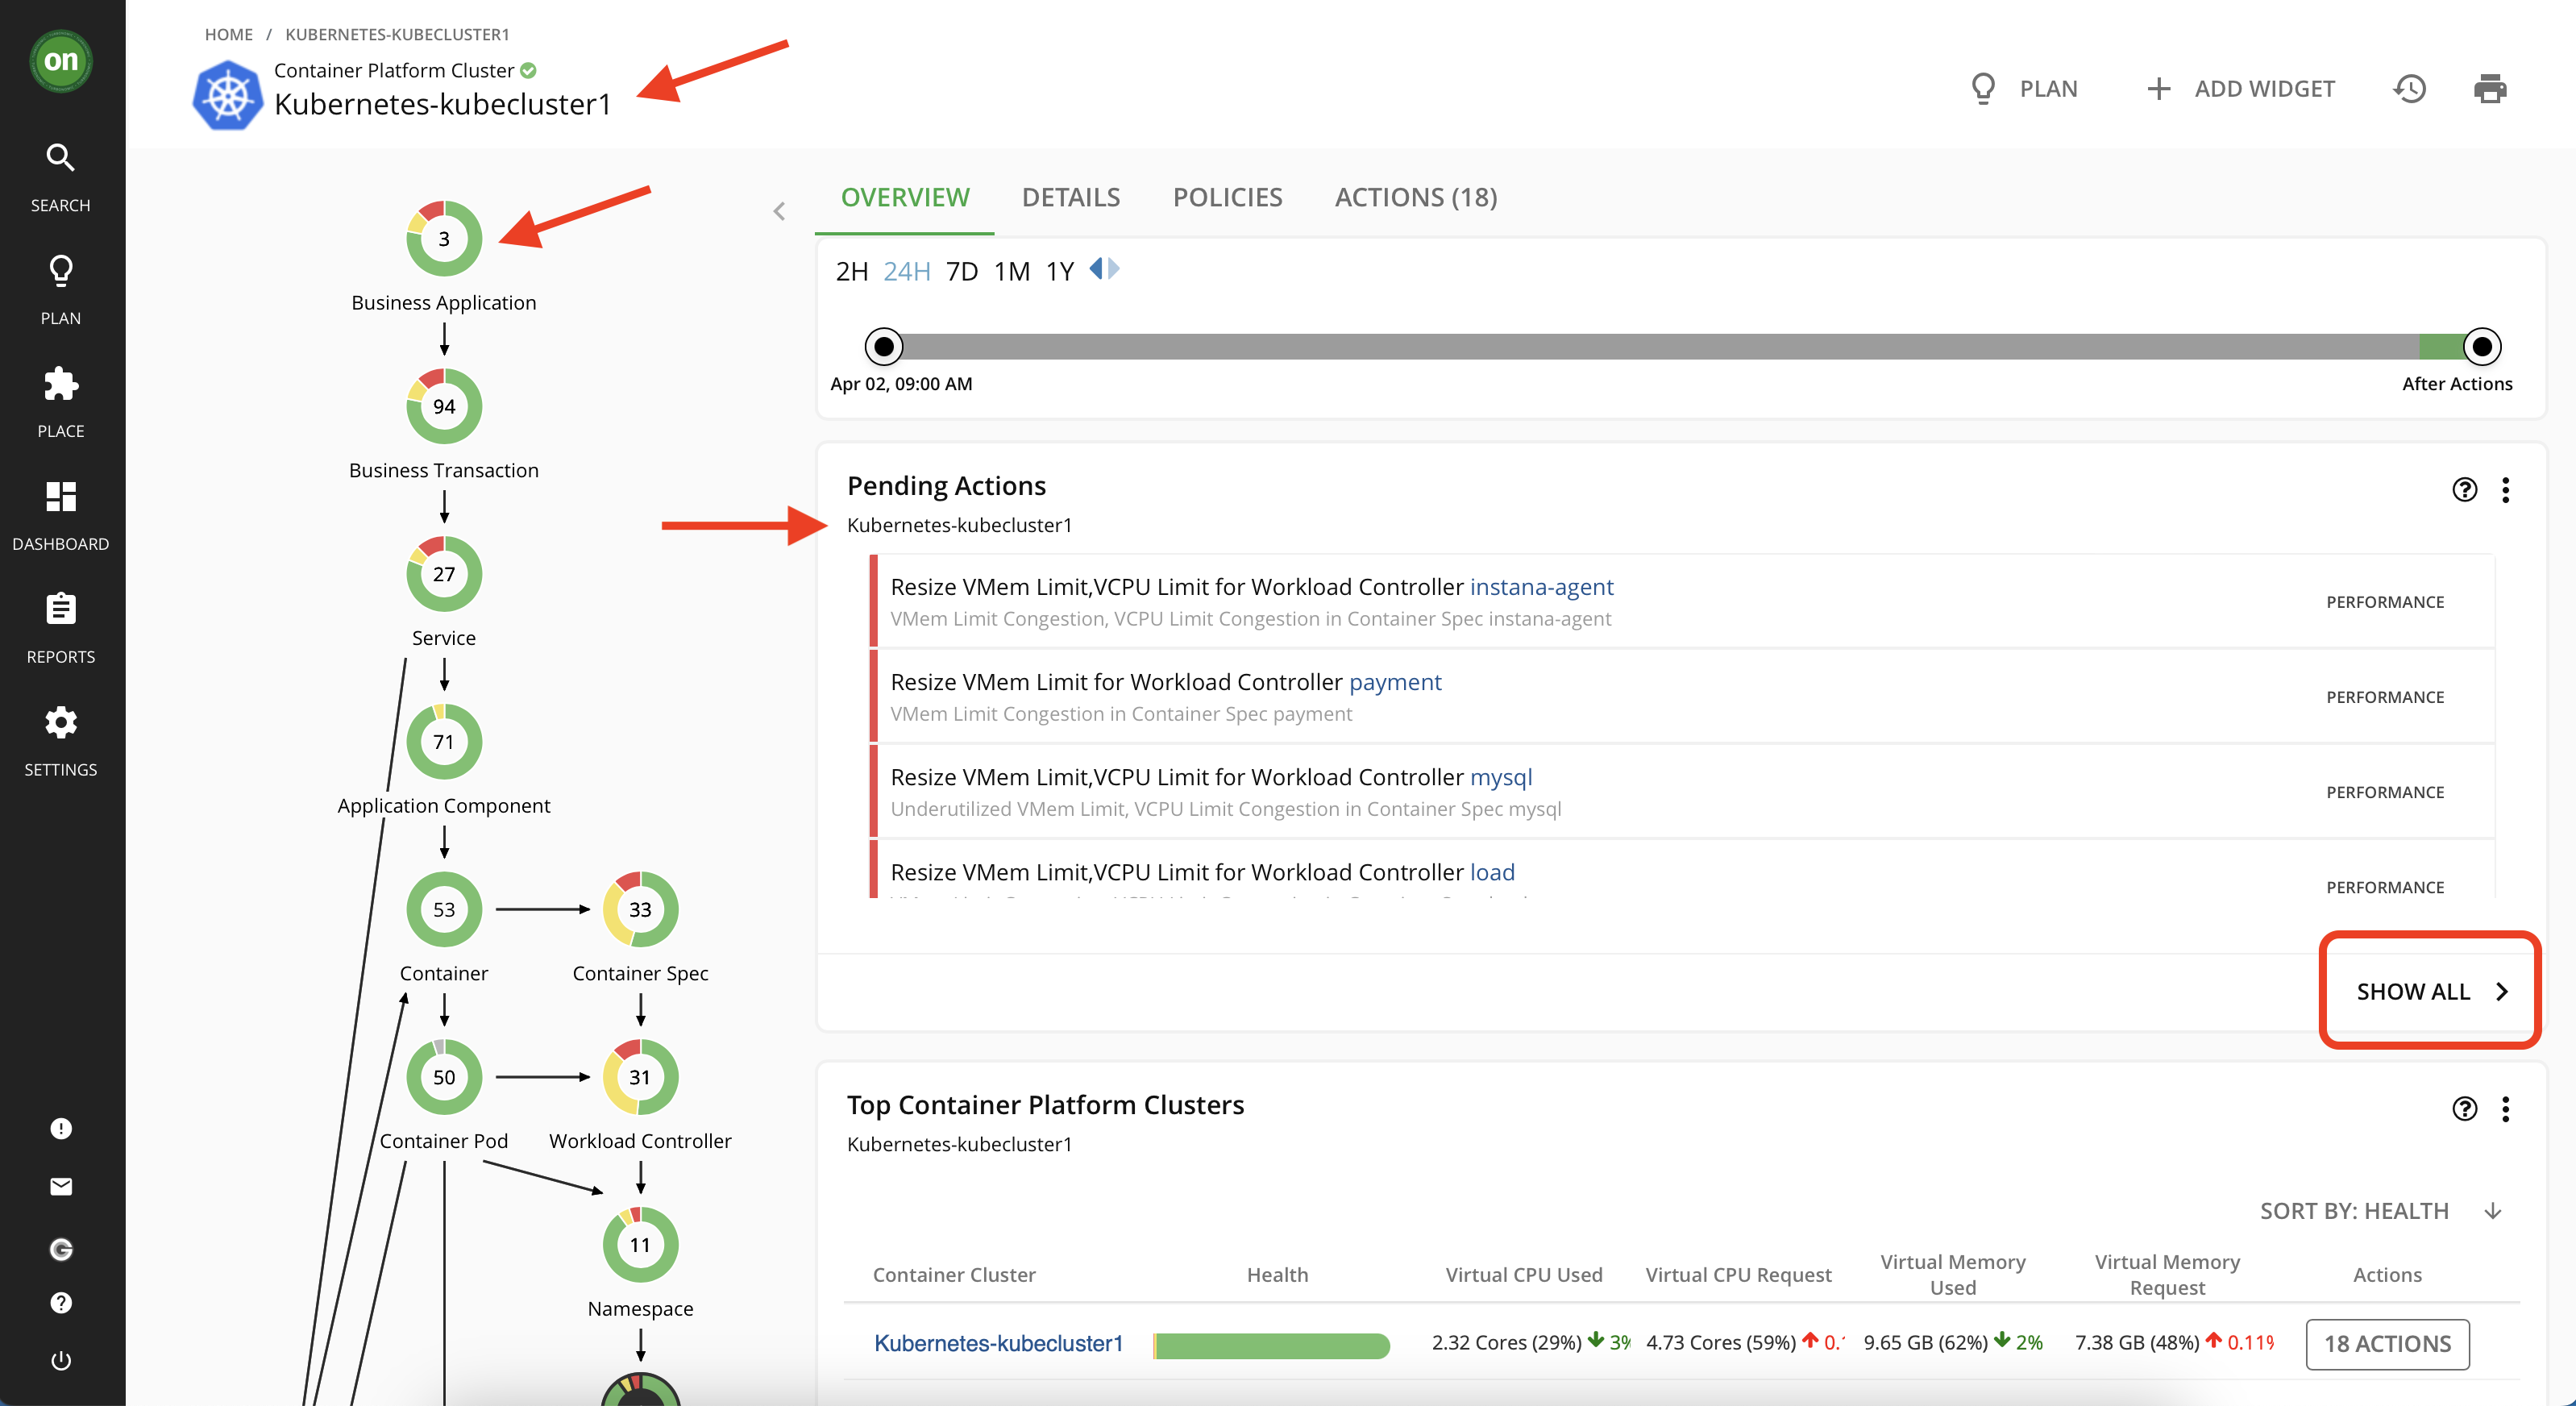 on
SEARCH
PLAN
PLACE
DASHBOARD
REPORTS
SETTINGS
HOME / KUBERNETES-KUBECLUSTER1
Container Platform Cluster
Kubernetes-kubecluster1
PLAN
ADD WIDGET
3
Business Application
94
Business Transaction
27
Service
71
Application Component
53
33
Container
Container Spec
50
31
Container Pod
Workload Controller
11
Namespace
OVERVIEW
DETAILS
POLICIES
ACTIONS (18)
2H 24H 7D 1M 1Y
Apr 02, 09:00 AM
After Actions
Pending Actions
Kubernetes-kubecluster1
Resize VMem Limit,VCPU Limit for Workload Controller instana-agent
VMem Limit Congestion, VCPU Limit Congestion in Container Spec instana-agent
PERFORMANCE
Resize VMem Limit for Workload Controller payment
VMem Limit Congestion in Container Spec payment
PERFORMANCE
Resize VMem Limit,VCPU Limit for Workload Controller mysql
Underutilized VMem Limit, VCPU Limit Congestion in Container Spec mysql
PERFORMANCE
Resize VMem Limit,VCPU Limit for Workload Controller load
PERFORMANCE
SHOW ALL
Top Container Platform Clusters
Kubernetes-kubecluster1
SORT BY: HEALTH
Container Cluster
Health
Virtual CPU Used
Virtual CPU Request
Virtual Memory Used
Virtual Memory Request
Actions
Kubernetes-kubecluster1
2.32 Cores (29%) 3%
4.73 Cores (59%)
9.65 GB (62%) 2%
7.38 GB (48%) 0.11%
18 ACTIONS